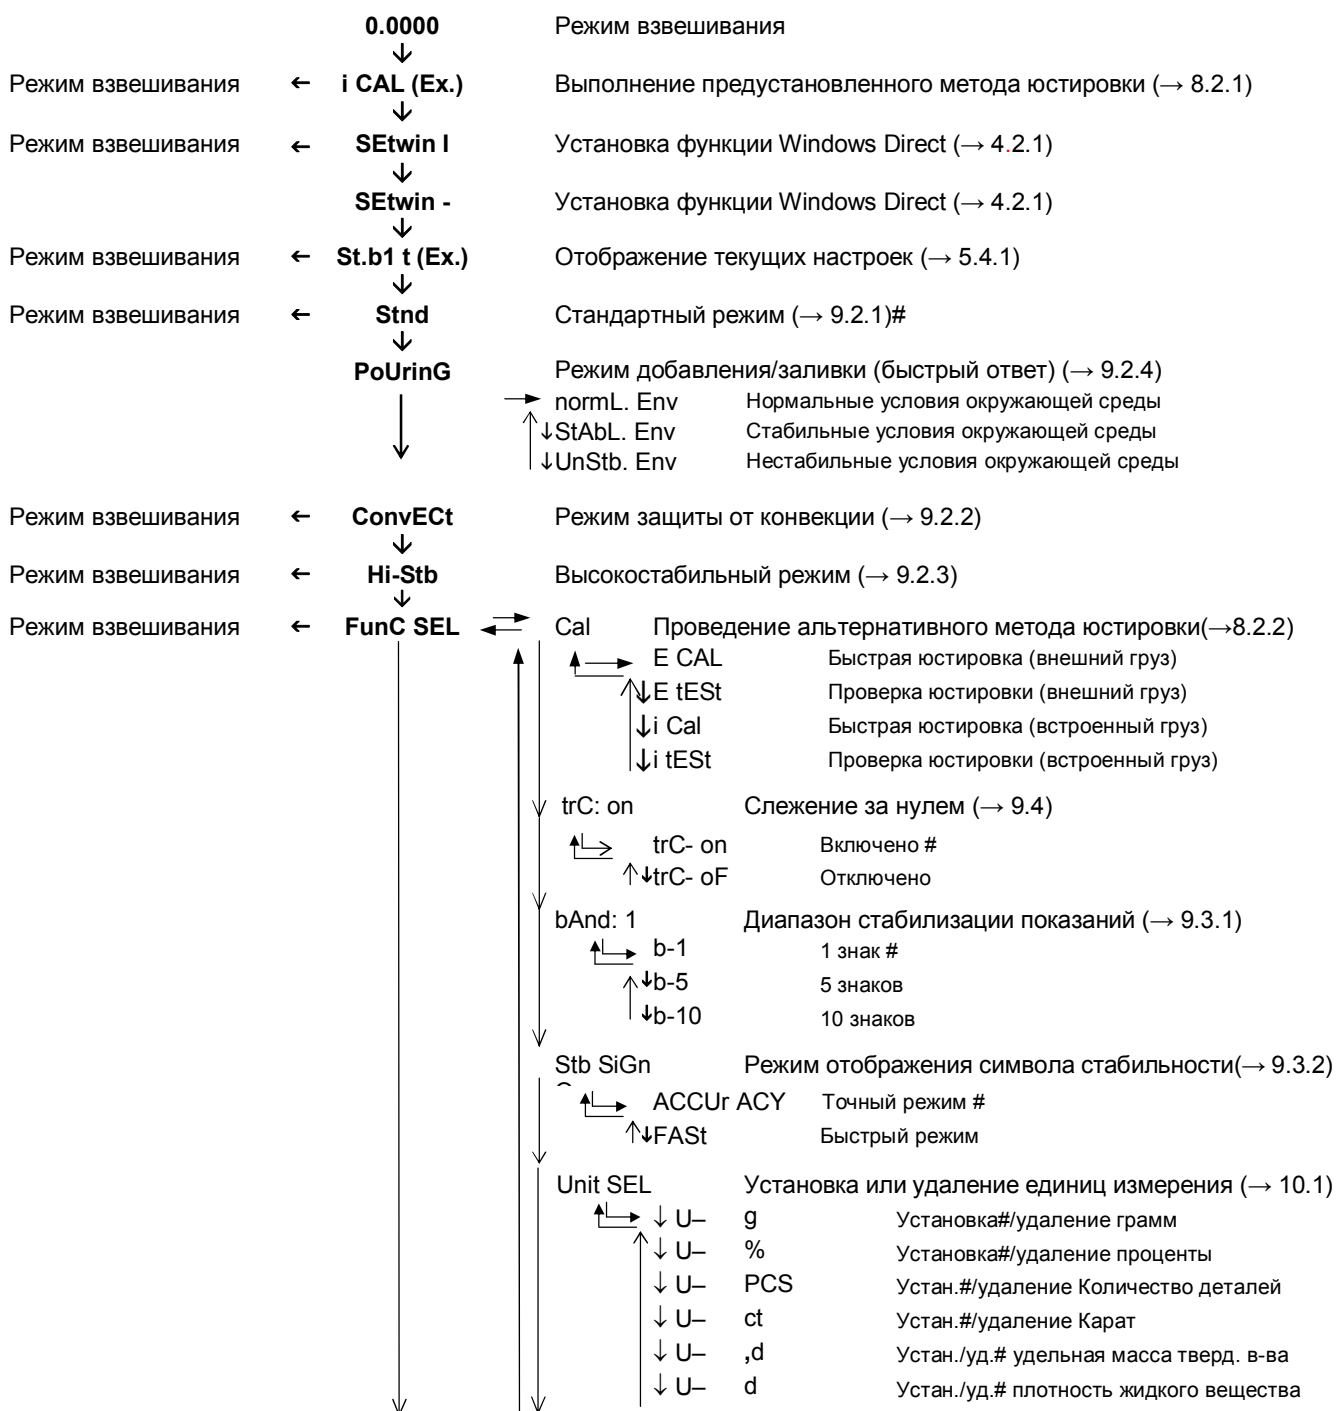 0.0000 Режим взвешивания
Режим взвешивания ← i CAL (Ex.) Выполнение предустановленного метода юстировки (→ 8.2.1)
Режим взвешивания ← SEtwin I Установка функции Windows Direct (→ 4.2.1)
SEtwin - Установка функции Windows Direct (→ 4.2.1)
Режим взвешивания ← St.b1 t (Ex.) Отображение текущих настроек (→ 5.4.1)
Режим взвешивания ← Stnd Стандартный режим (→ 9.2.1)#
PoUrinG Режим добавления/заливки (быстрый ответ) (→ 9.2.4)
normL. Env Нормальные условия окружающей среды
↓StAbL. Env Стабильные условия окружающей среды
↓UnStb. Env Нестабильные условия окружающей среды
Режим взвешивания ← ConvECt Режим защиты от конвекции (→ 9.2.2)
Режим взвешивания ← Hi-Stb Высокостабильный режим (→ 9.2.3)
Режим взвешивания ← FunC SEL Cal Проведение альтернативного метода юстировки(→8.2.2)
E CAL Быстрая юстировка (внешний груз)
↓E tESt Проверка юстировки (внешний груз)
↓i Cal Быстрая юстировка (встроенный груз)
↓i tESt Проверка юстировки (встроенный груз)
trC: on Слежение за нулем (→ 9.4)
trC- on Включено #
↓trC- oF Отключено
bAnd: 1 Диапазон стабилизации показаний (→ 9.3.1)
b-1 1 знак #
↓b-5 5 знаков
↓b-10 10 знаков
Stb SiGn Режим отображения символа стабильности(→ 9.3.2)
ACCUr ACY Точный режим #
↓FASt Быстрый режим
Unit SEL Установка или удаление единиц измерения (→ 10.1)
↓ U– g Установка#/удаление грамм
↓ U– % Установка#/удаление проценты
↓ U– PCS Устан.#/удаление Количество деталей
↓ U– ct Устан.#/удаление Карат
↓ U– ,d Устан./уд.# удельная масса тверд. в-ва
↓ U– d Устан./уд.# плотность жидкого вещества